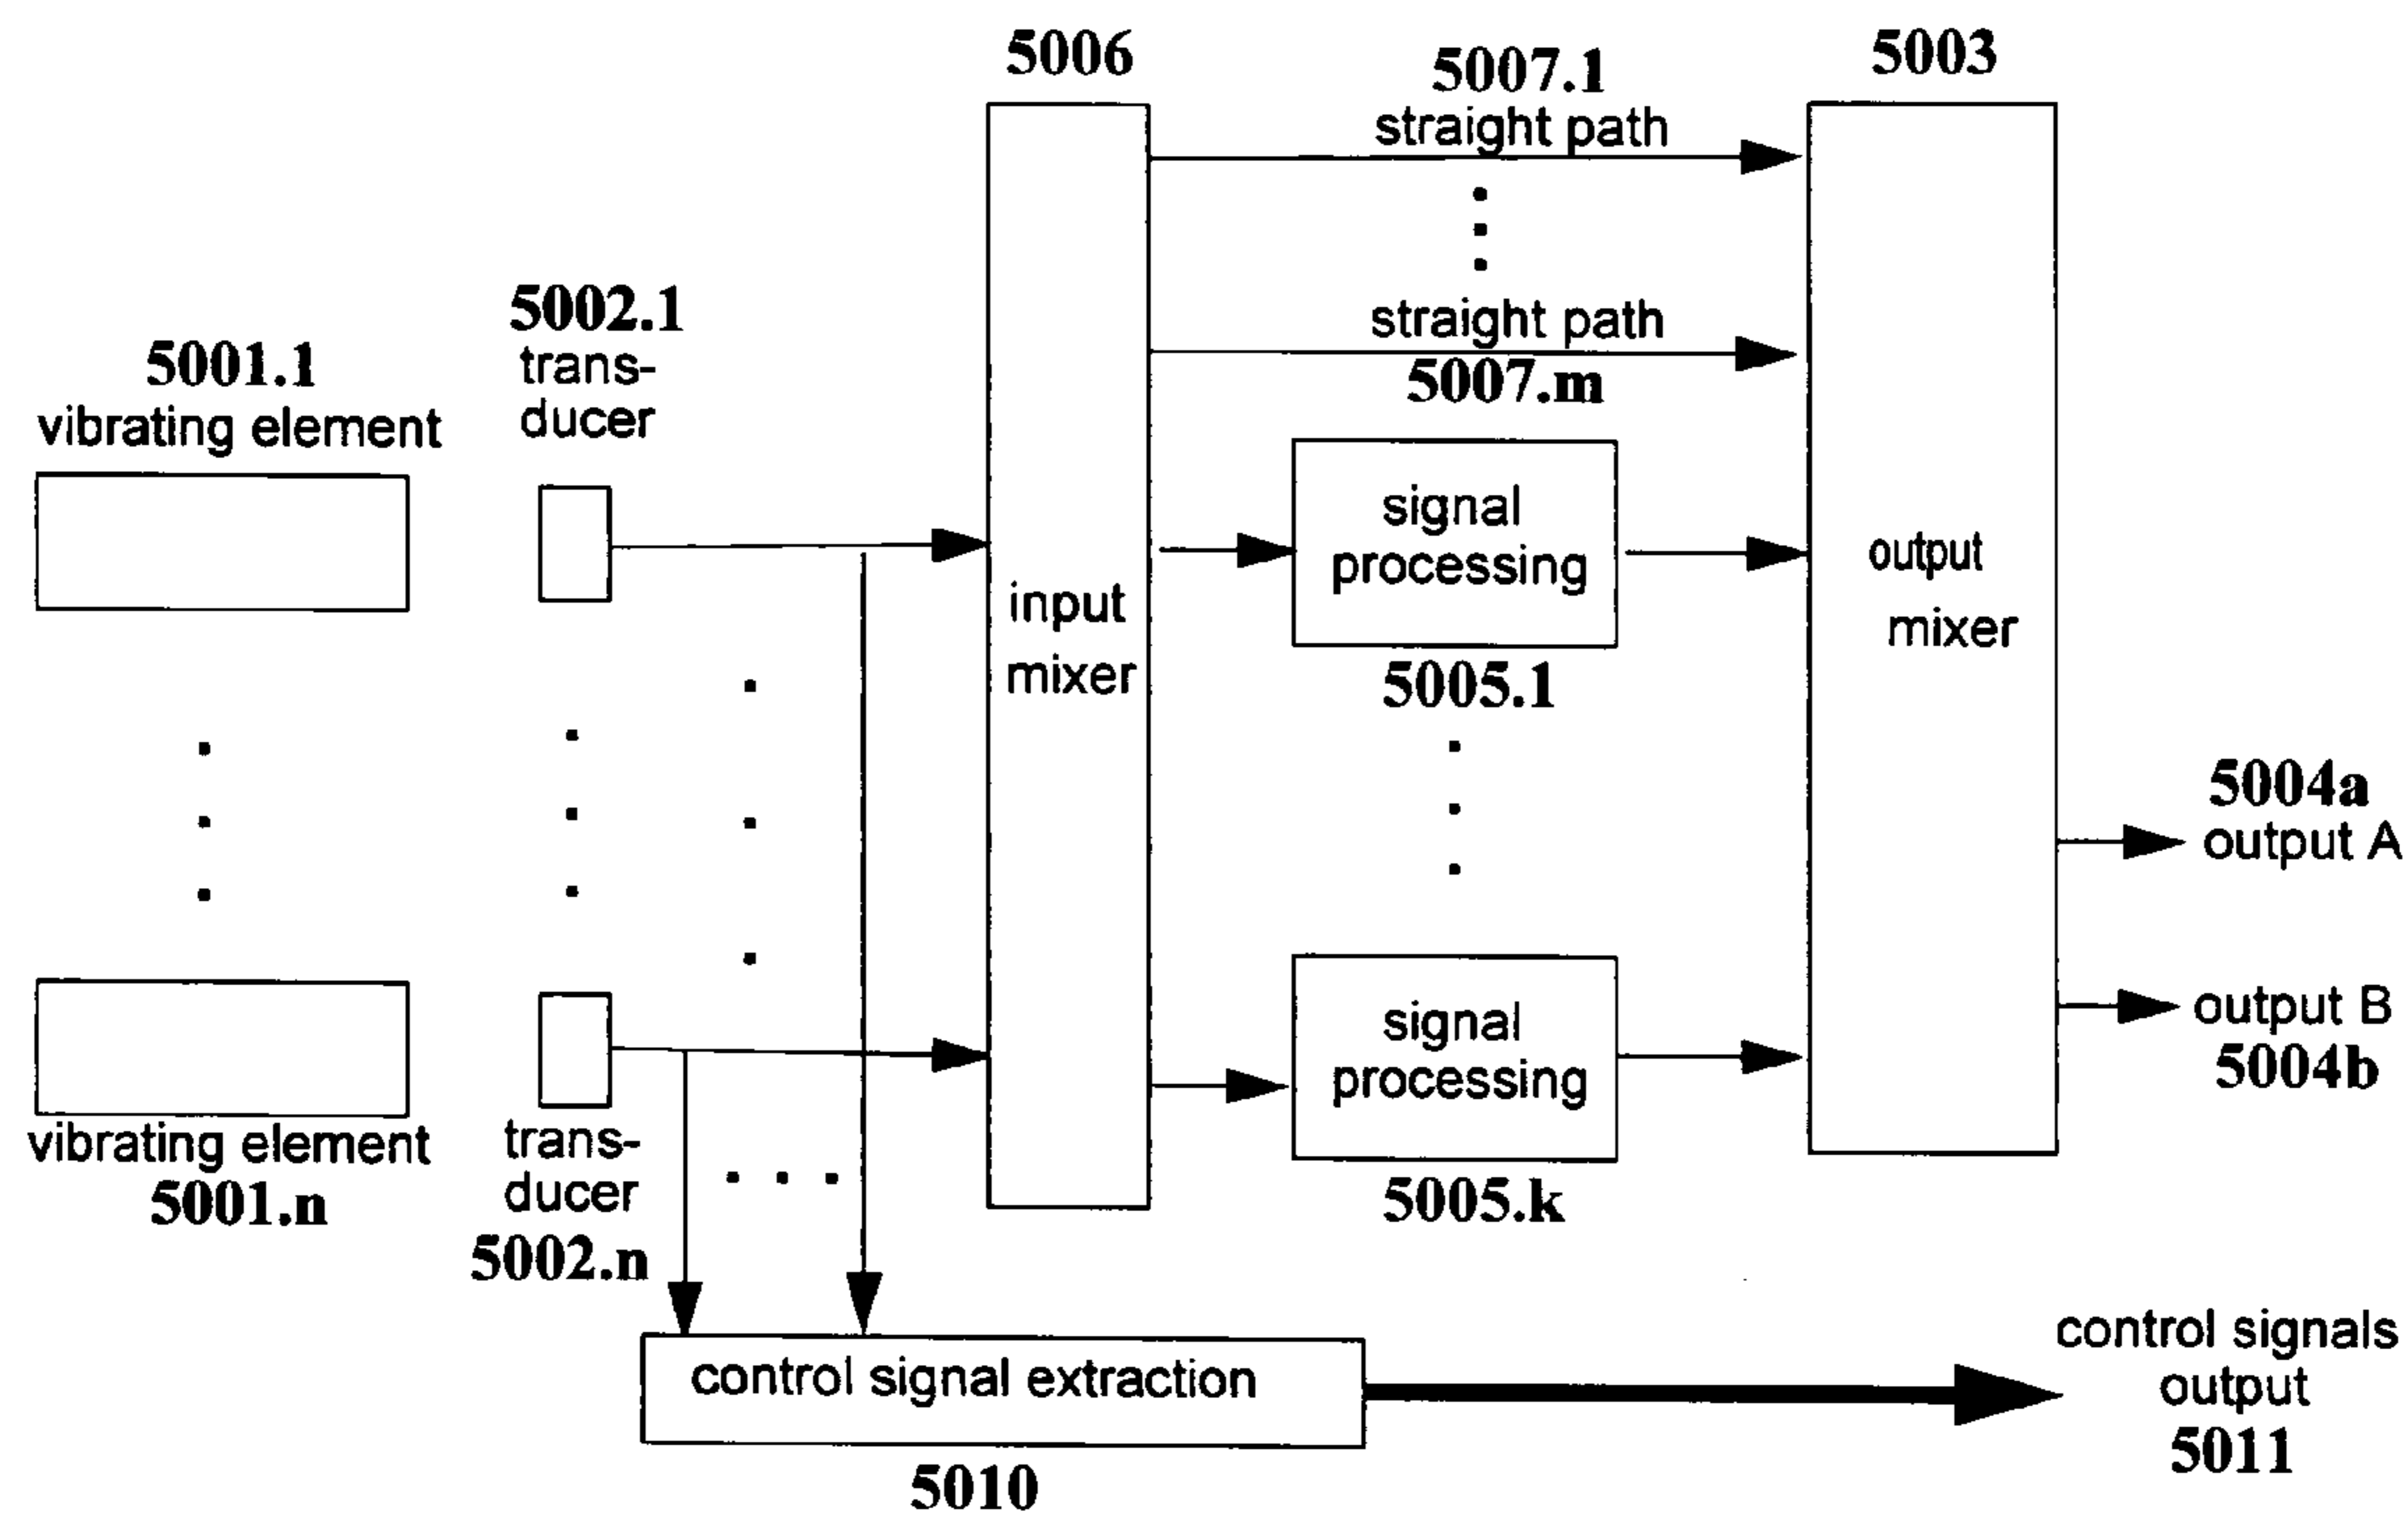 5006
5007.1
straight path
5003
5002.1
trans-
ducer
5001.1
vibrating element
straight path
5007.m
signal
processing
5005.1
input
mixer
output
mixer
5004a
output A
output B
5004b
signal
processing
5005.k
vibrating element
5001.n
trans-
ducer
5002.n
control signal extraction
5010
control signals
output
5011